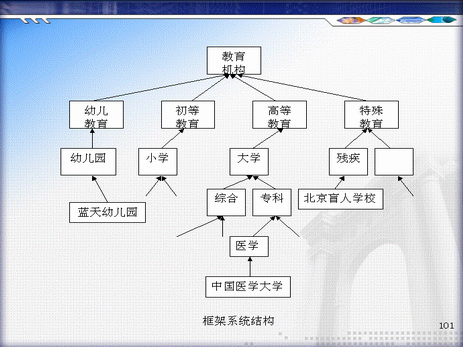 教育
机构
幼儿
教育
初等
教育
高等
教育
特殊
教育
幼儿园
小学
大学
残疾
蓝天幼儿园
综合
专科
北京盲人学校
医学
中国医学大学
框架系统结构
101